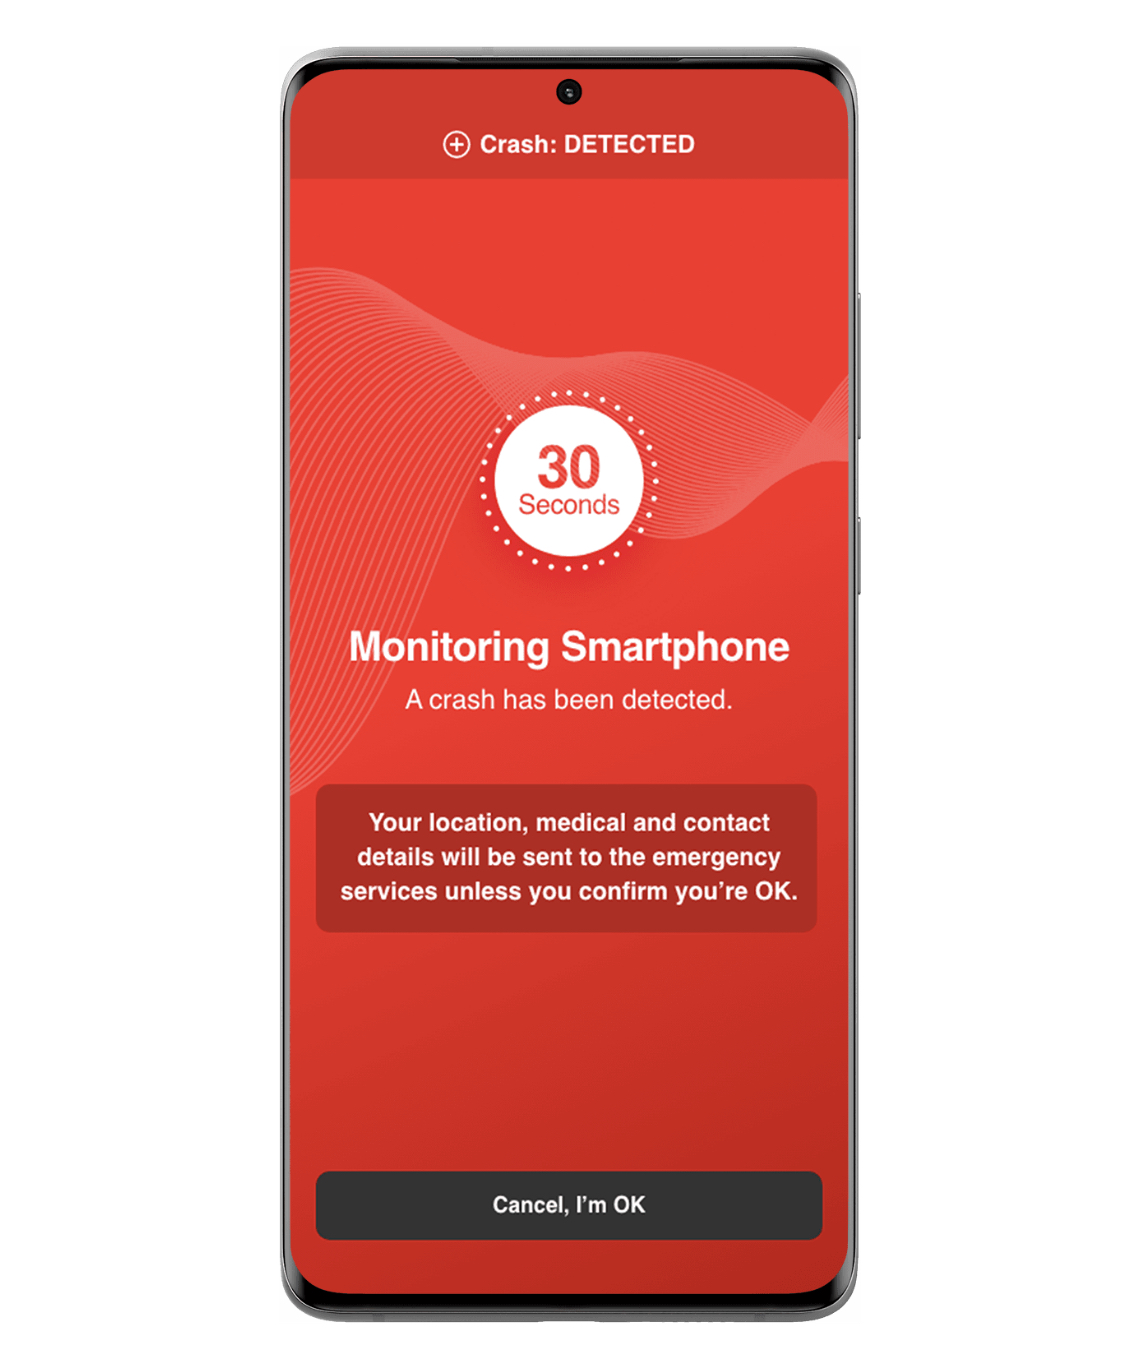 Crash: DETECTED
30
Seconds
Monitoring Smartphone
A crash has been detected.
Your location, medical and contact
details will be sent to the emergency
services unless you confirm you’re OK.
Cancel, I’m OK